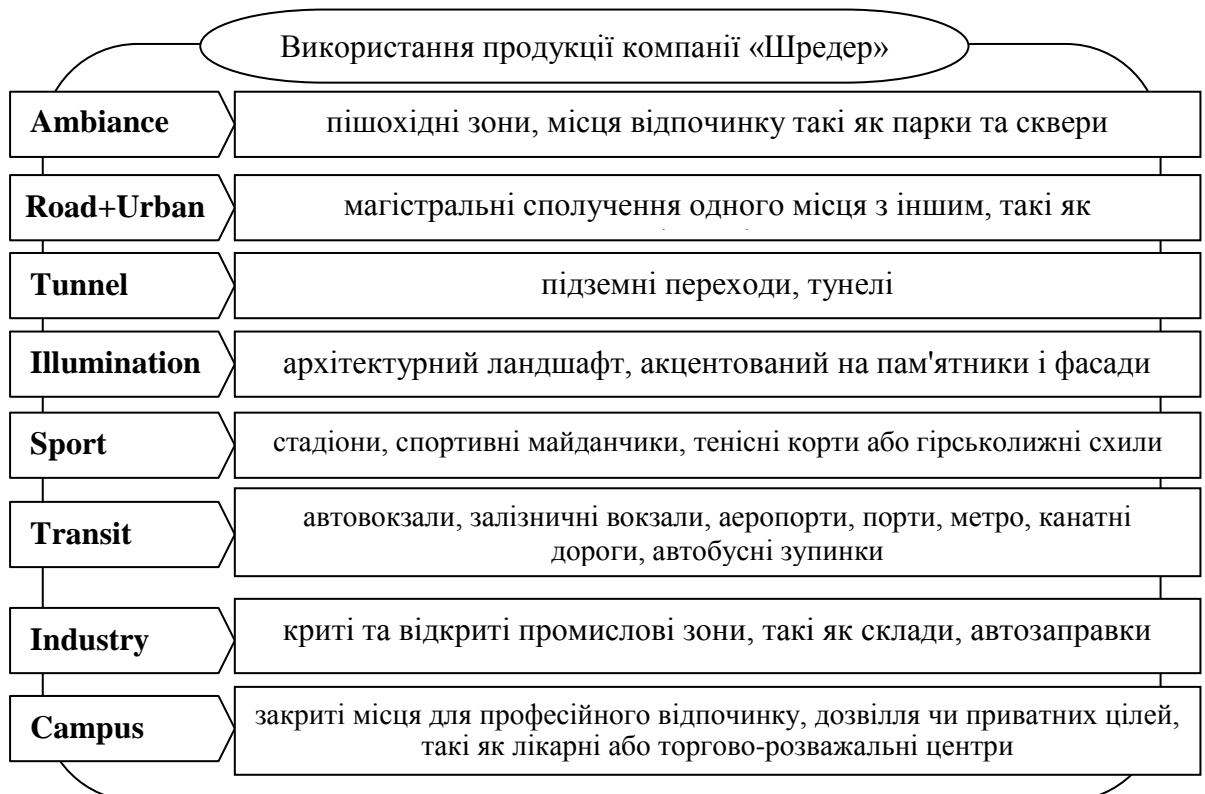 Використання продукції компанії «Шредер»
Ambiance
пішохідні зони, місця відпочинку такі як парки та сквери
Road+Urban
магістральні сполучення одного місця з іншим, такі як
Tunnel
підземні переходи, тунелі
Illumination
архітектурний ландшафт, акцентований на пам'ятники і фасади
Sport
стадіони, спортивні майданчики, тенісні корти або гірськолижні схили
Transit
автовокзали, залізничні вокзали, аеропорти, порти, метро, канатні
дороги, автобусні зупинки
Industry
криті та відкриті промислові зони, такі як склади, автозаправки
Campus
закриті місця для професійного відпочинку, дозвілля чи приватних цілей,
такі як лікарні або торгово-розважальні центри